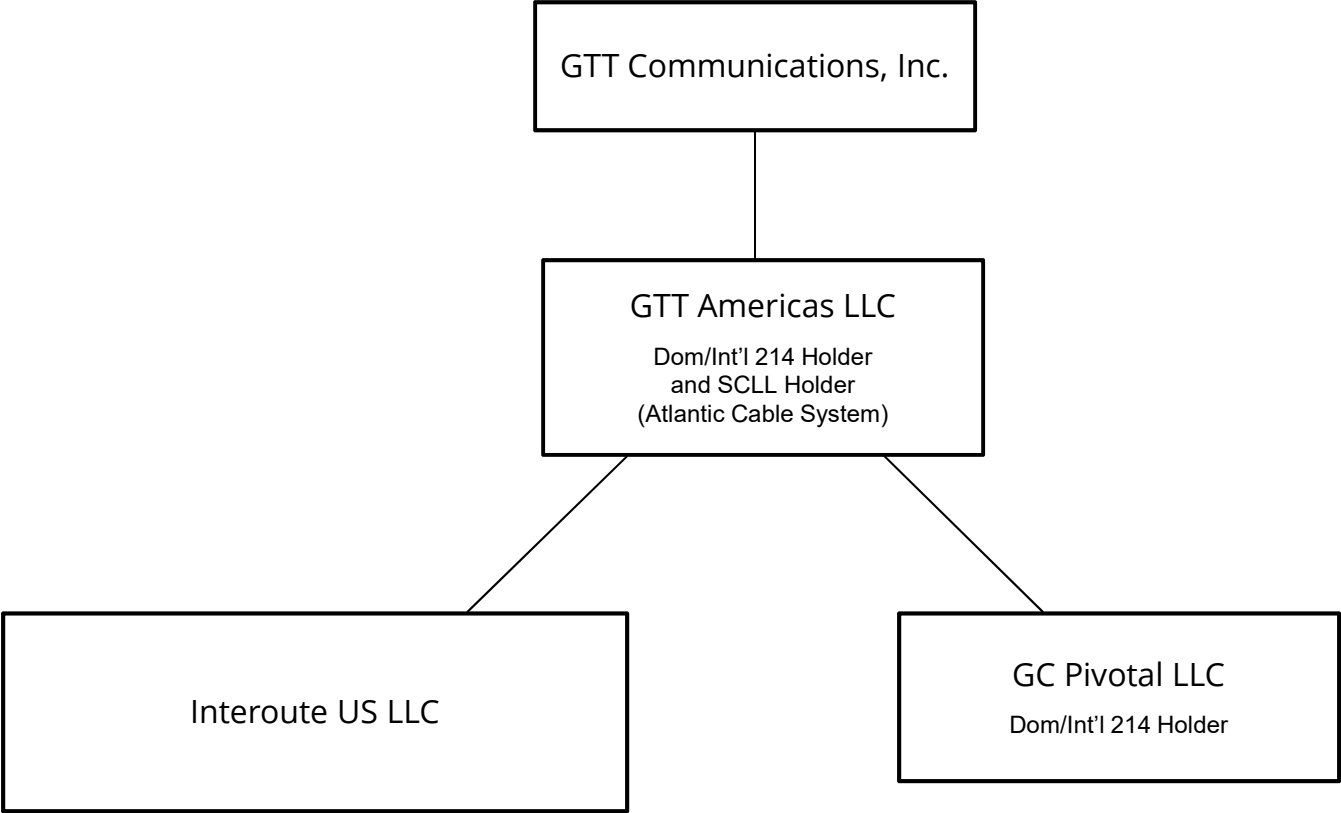 GTT Communications, Inc.
GTT Americas LLC
Dom/Int’l 214 Holder
and SCLL Holder
(Atlantic Cable System)
Interoute US LLC
GC Pivotal LLC
Dom/Int’l 214 Holder